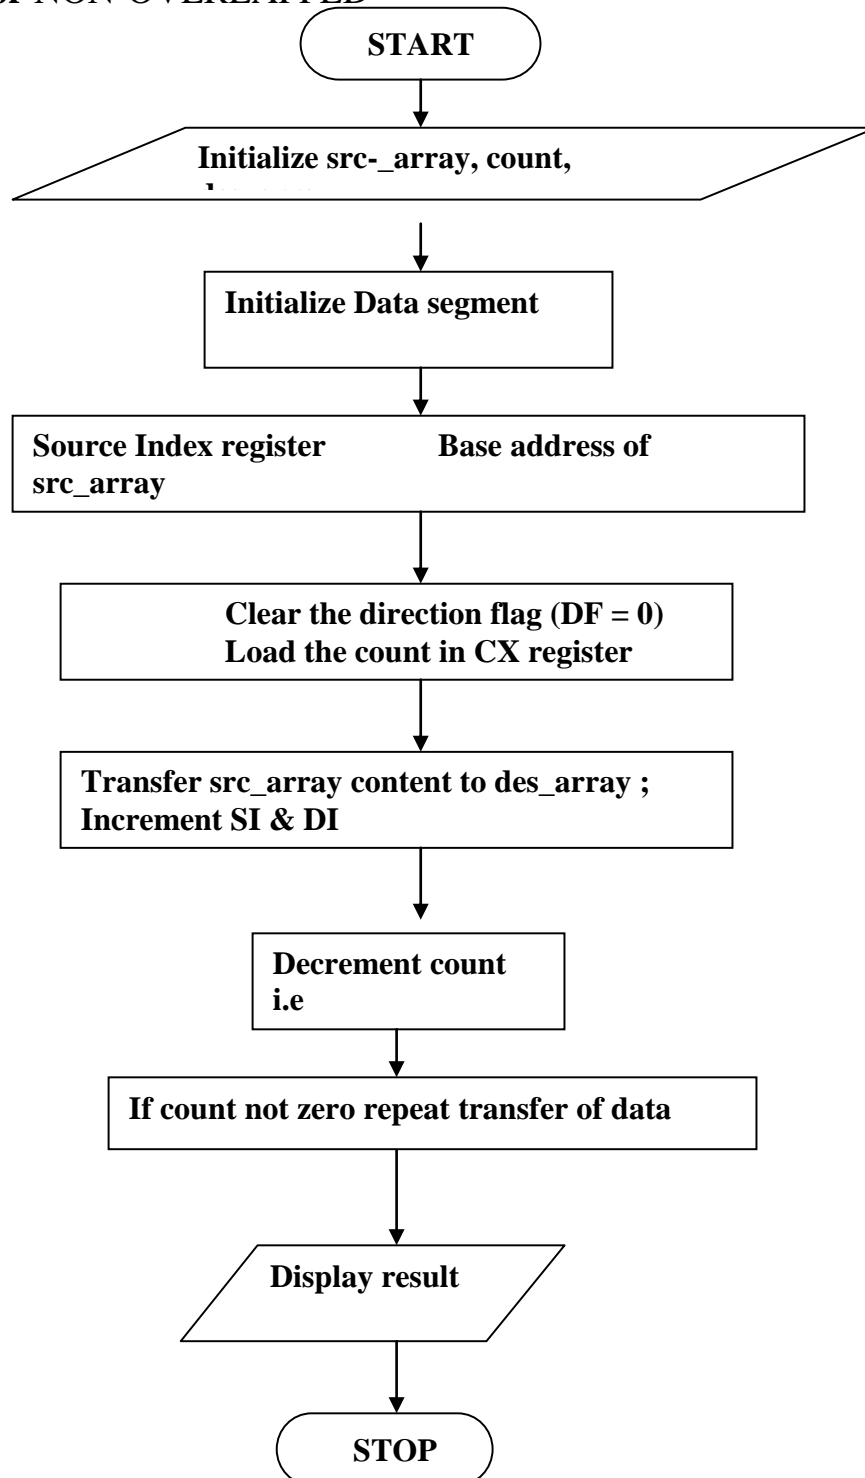 NON-OVERLAPPED
START
Initialize src-_array, count,
Initialize Data segment
Source Index register Base address of
src_array
Clear the direction flag (DF = 0)
Load the count in CX register
Transfer src_array content to des_array ;
Increment SI & DI
Decrement count
i.e
If count not zero repeat transfer of data
Display result
STOP